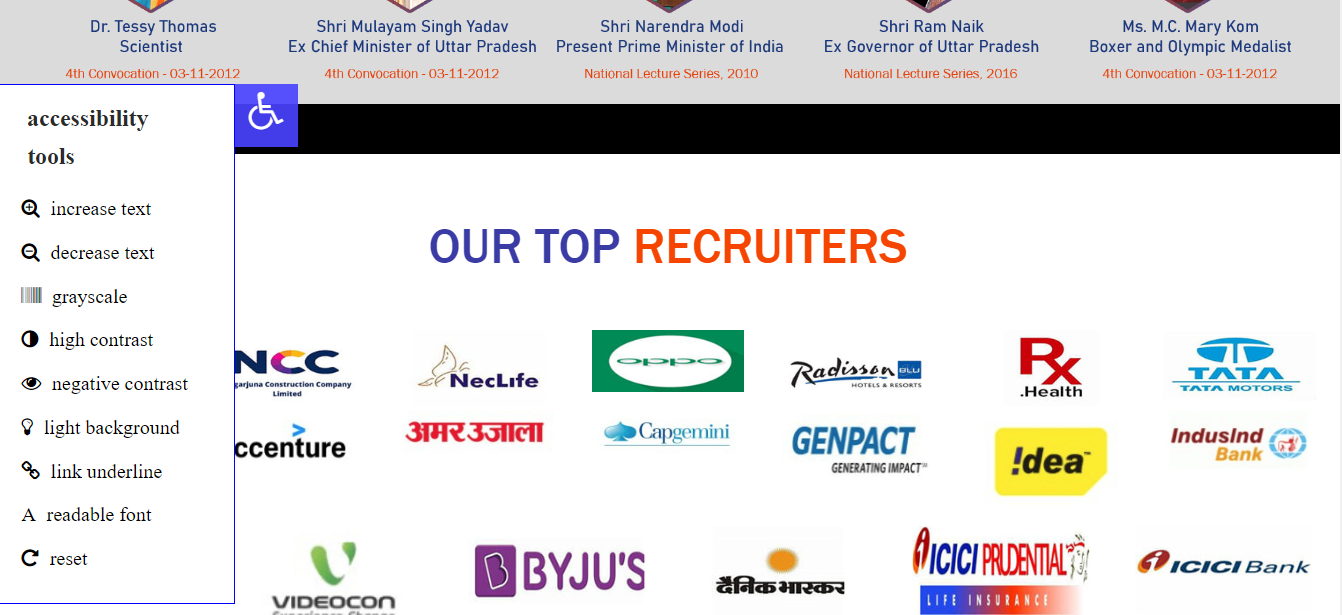 Dr. Tessy Thomas
Scientist
4th Convocation - 03-11-2012
Shri Mulayam Singh Yadav
Ex Chief Minister of Uttar Pradesh
4th Convocation - 03-11-2012
Shri Narendra Modi
Present Prime Minister of India
National Lecture Series, 2010
Shri Ram Naik
Ex Governor of Uttar Pradesh
National Lecture Series, 2016
Ms. M.C. Mary Kom
Boxer and Olympic Medalist
4th Convocation - 03-11-2012
accessibility
tools
increase text
decrease text
grayscale
high contrast
negative contrast
light background
link underline
A readable font
reset
OUR TOP RECRUITERS
NCC
garjuna Construction Company
Limited
NecLife
oppo
Radisson BLU
HOTELS & RESORTS
Rx
.Health
TATA
TATA MOTORS
ccenture
अमर उजाला
Capgemini
GENPACT
GENERATING IMPACT℠
!dea™
IndusInd
Bank
VIDEOCON
Experience Change
BYJU'S
दैनिक भास्कर
ICICI PRUDENTIAL
LIFE INSURANCE
ICICI Bank